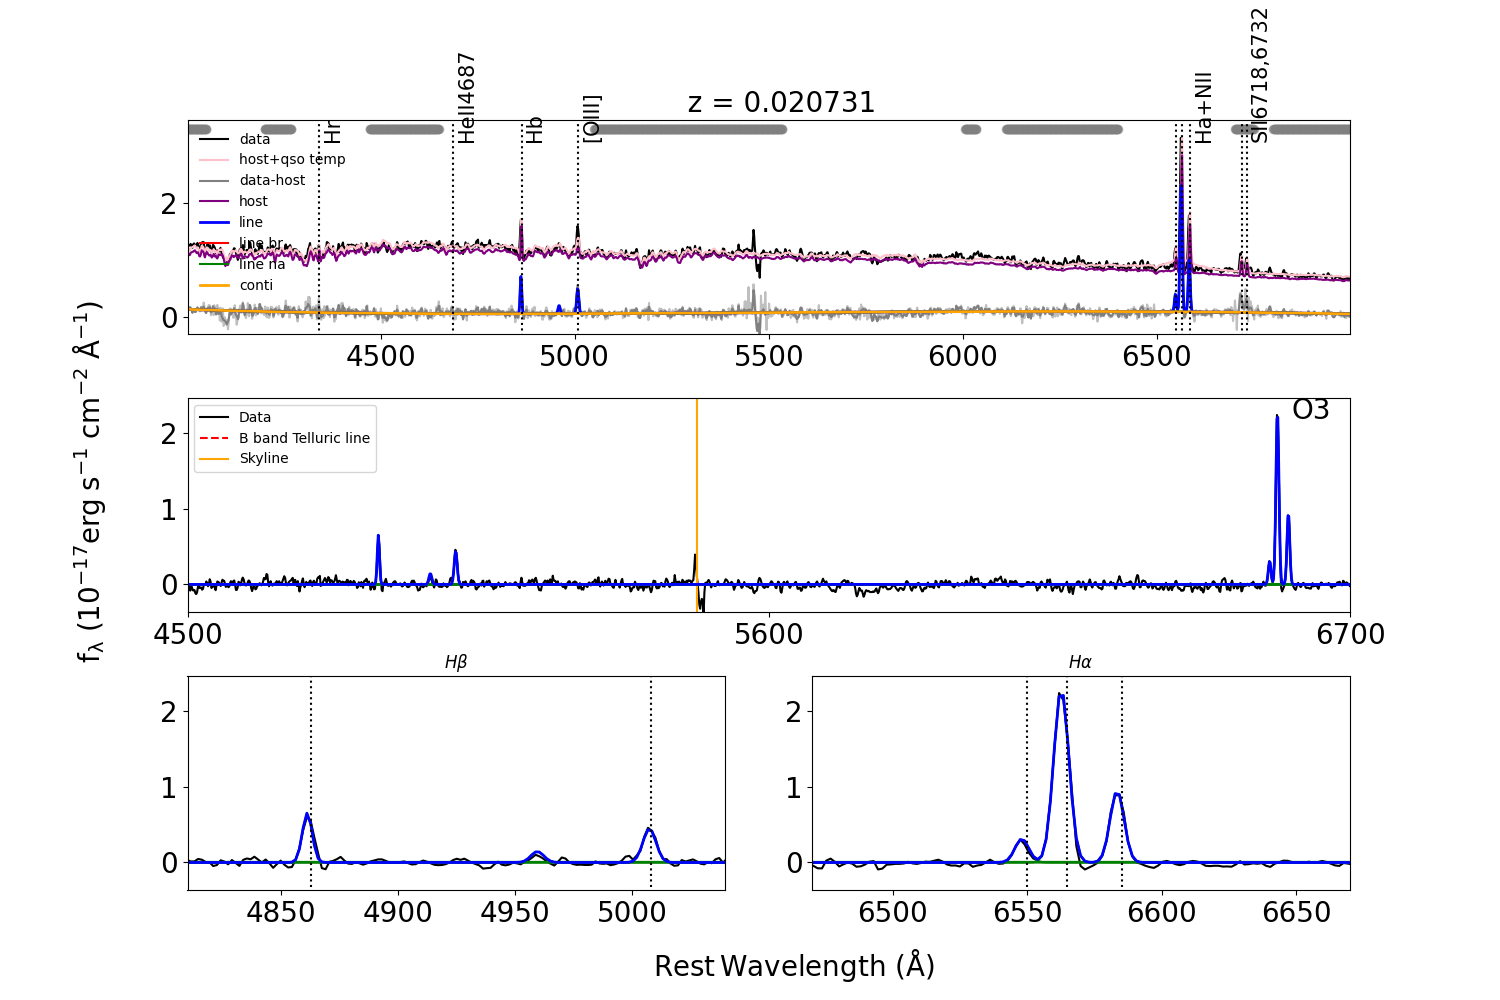 z = 0.020731
Hr
HeII4687
Hb
[OIII]
Ha+NII
SII6718,6732
data
host+qso temp
data-host
host
line
line br
line na
conti
2
0
4500 5000 5500 6000 6500
Data
B band Telluric line
Skyline
O3
2
1
0
4500 5600 6700
fλ (10⁻¹⁷erg s⁻¹ cm⁻² Å⁻¹)
Hβ
2
1
0
4850 4900 4950 5000
Hα
2
1
0
6500 6550 6600 6650
Rest Wavelength (Å)